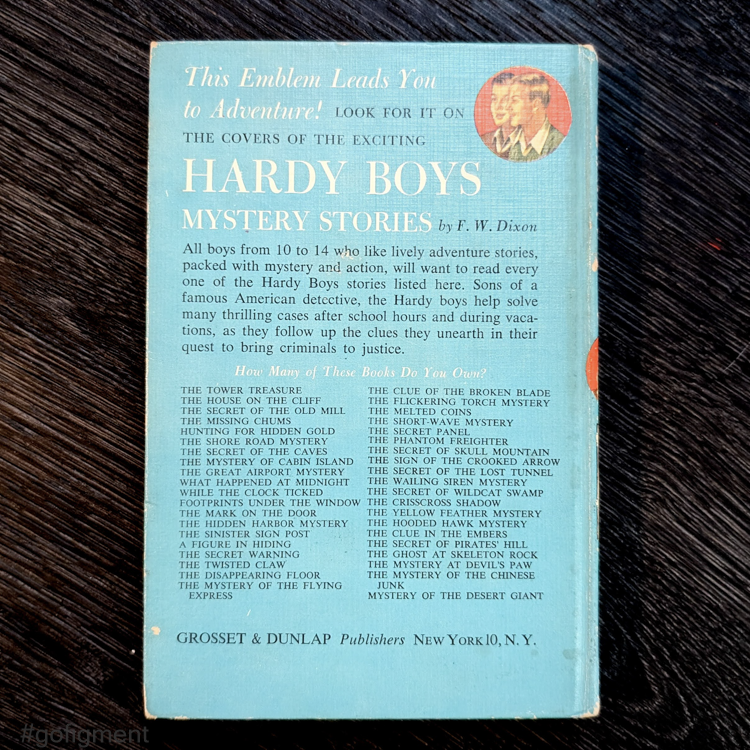 This Emblem Leads You
to Adventure! LOOK FOR IT ON
THE COVERS OF THE EXCITING
HARDY BOYS
MYSTERY STORIES by F. W. Dixon
All boys from 10 to 14 who like lively adventure stories,
packed with mystery and action, will want to read every
one of the Hardy Boys stories listed here. Sons of a
famous American detective, the Hardy boys help solve
many thrilling cases after school hours and during vaca-
tions, as they follow up the clues they unearth in their
quest to bring criminals to justice.
How Many of These Books Do You Own?
THE TOWER TREASURE
THE HOUSE ON THE CLIFF
THE SECRET OF THE OLD MILL
THE MISSING CHUMS
HUNTING FOR HIDDEN GOLD
THE SHORE ROAD MYSTERY
THE SECRET OF THE CAVES
THE MYSTERY OF CABIN ISLAND
THE GREAT AIRPORT MYSTERY
WHAT HAPPENED AT MIDNIGHT
WHILE THE CLOCK TICKED
FOOTPRINTS UNDER THE WINDOW
THE MARK ON THE DOOR
THE HIDDEN HARBOR MYSTERY
THE SINISTER SIGN POST
A FIGURE IN HIDING
THE SECRET WARNING
THE TWISTED CLAW
THE DISAPPEARING FLOOR
THE MYSTERY OF THE FLYING
EXPRESS
THE CLUE OF THE BROKEN BLADE
THE FLICKERING TORCH MYSTERY
THE MELTED COINS
THE SHORT-WAVE MYSTERY
THE SECRET PANEL
THE PHANTOM FREIGHTER
THE SECRET OF SKULL MOUNTAIN
THE SIGN OF THE CROOKED ARROW
THE SECRET OF THE LOST TUNNEL
THE WAILING SIREN MYSTERY
THE SECRET OF WILDCAT SWAMP
THE CRISSCROSS SHADOW
THE YELLOW FEATHER MYSTERY
THE HOODED HAWK MYSTERY
THE CLUE IN THE EMBERS
THE SECRET OF PIRATES' HILL
THE GHOST AT SKELETON ROCK
THE MYSTERY AT DEVIL'S PAW
THE MYSTERY OF THE CHINESE
JUNK
MYSTERY OF THE DESERT GIANT
GROSSET & DUNLAP Publishers NEW YORK 10, N. Y.
#gofigment